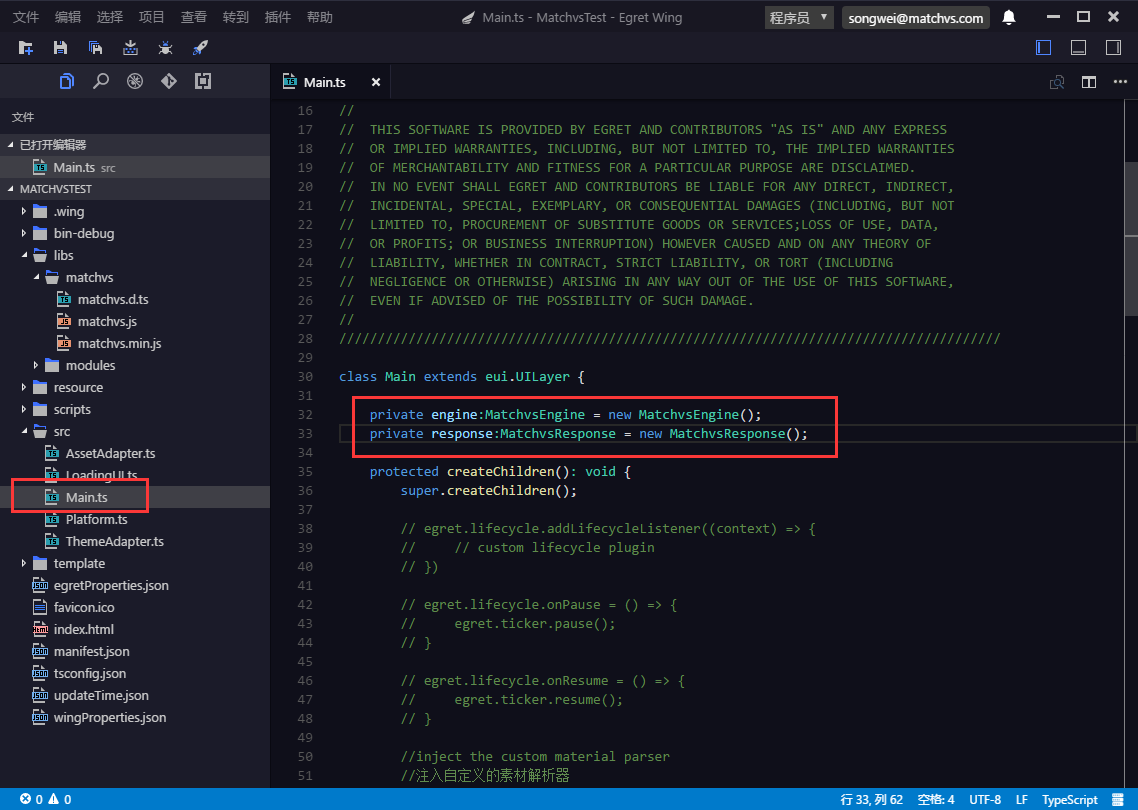 文件 编辑 选择 项目 查看 转到 插件 帮助 Main.ts - MatchvsTest - Egret Wing 程序员 songwei@matchvs.com
Main.ts
文件
已打开编辑器
Main.ts src
MATCHVSTEST
.wing
bin-debug
libs
matchvs
matchvs.d.ts
matchvs.js
matchvs.min.js
modules
resource
scripts
src
AssetAdapter.ts
LoadingUI.ts
Main.ts
Platform.ts
ThemeAdapter.ts
template
egretProperties.json
favicon.ico
index.html
manifest.json
tsconfig.json
updateTime.json
wingProperties.json
16 //
17 // THIS SOFTWARE IS PROVIDED BY EGRET AND CONTRIBUTORS "AS IS" AND ANY EXPRESS
18 // OR IMPLIED WARRANTIES, INCLUDING, BUT NOT LIMITED TO, THE IMPLIED WARRANTIES
19 // OF MERCHANTABILITY AND FITNESS FOR A PARTICULAR PURPOSE ARE DISCLAIMED.
20 // IN NO EVENT SHALL EGRET AND CONTRIBUTORS BE LIABLE FOR ANY DIRECT, INDIRECT,
21 // INCIDENTAL, SPECIAL, EXEMPLARY, OR CONSEQUENTIAL DAMAGES (INCLUDING, BUT NOT
22 // LIMITED TO, PROCUREMENT OF SUBSTITUTE GOODS OR SERVICES;LOSS OF USE, DATA,
23 // OR PROFITS; OR BUSINESS INTERRUPTION) HOWEVER CAUSED AND ON ANY THEORY OF
24 // LIABILITY, WHETHER IN CONTRACT, STRICT LIABILITY, OR TORT (INCLUDING
25 // NEGLIGENCE OR OTHERWISE) ARISING IN ANY WAY OUT OF THE USE OF THIS SOFTWARE,
26 // EVEN IF ADVISED OF THE POSSIBILITY OF SUCH DAMAGE.
27 //
28 //////////////////////////////////////////////////////////////////////////////////////
29
30 class Main extends eui.UILayer {
31
32 private engine:MatchvsEngine = new MatchvsEngine();
33 private response:MatchvsResponse = new MatchvsResponse();
34
35 protected createChildren(): void {
36 super.createChildren();
37
38 // egret.lifecycle.addLifecycleListener((context) => {
39 // // custom lifecycle plugin
40 // })
41
42 // egret.lifecycle.onPause = () => {
43 // egret.ticker.pause();
44 // }
45
46 // egret.lifecycle.onResume = () => {
47 // egret.ticker.resume();
48 // }
49
50 //inject the custom material parser
51 //注入自定义的素材解析器
0 0 行 33, 列 62 空格: 4 UTF-8 LF TypeScript